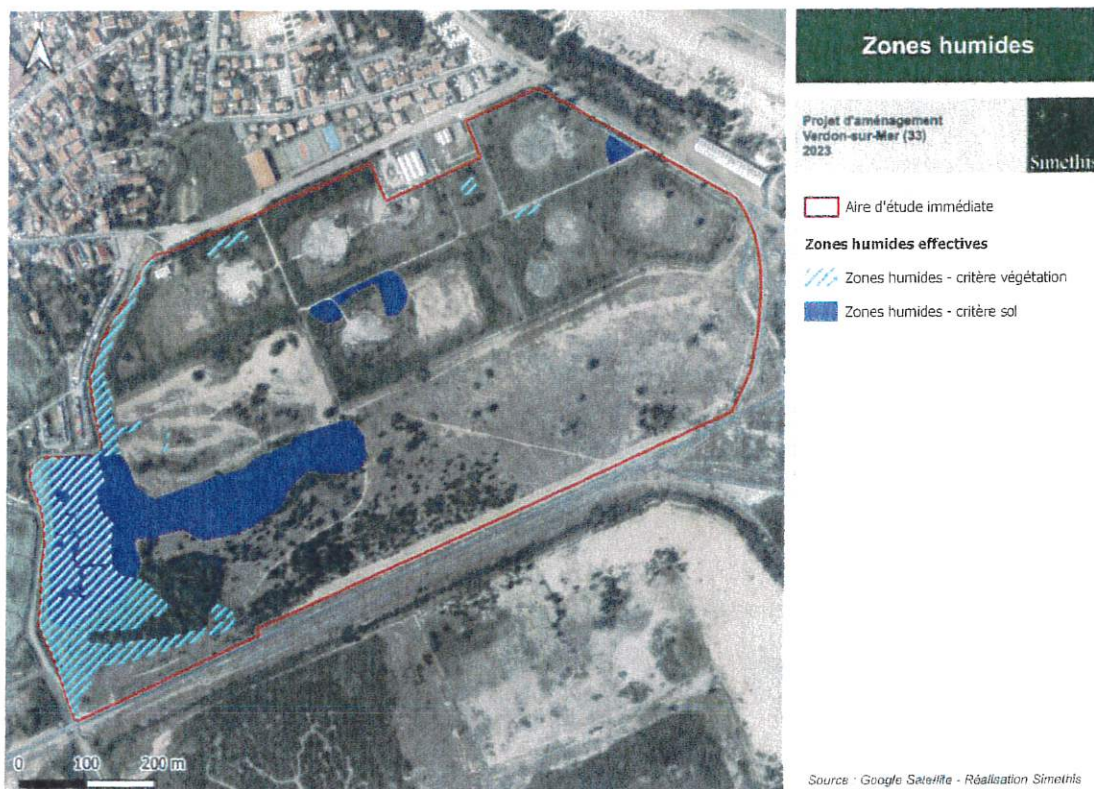 Zones humides
Projet d'aménagement
Verdon-sur-Mer (33)
2023
Simethis
Aire d'étude immédiate
Zones humides effectives
Zones humides - critère végétation
Zones humides - critère sol
0 100 200 m
Source : Google Satellite - Réalisation Simethis